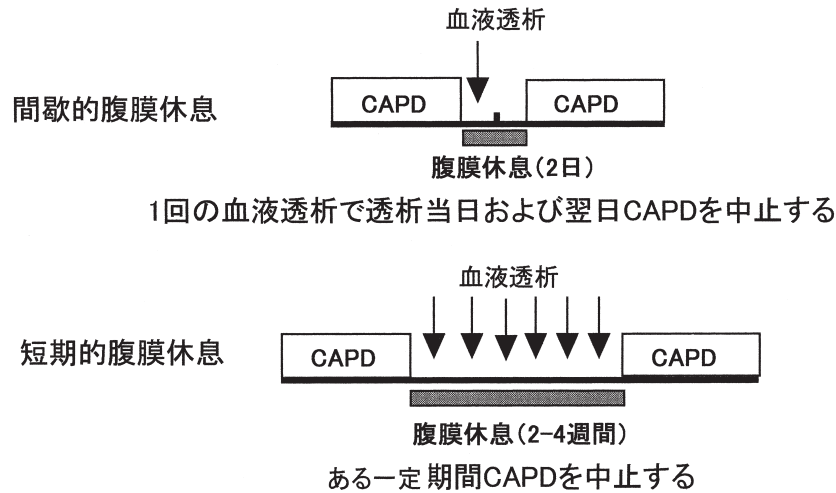 血液透析
間歇的腹膜休息
CAPD CAPD
腹膜休息(2日)
1回の血液透析で透析当日および翌日CAPDを中止する
血液透析
短期的腹膜休息
CAPD CAPD
腹膜休息(2-4週間)
ある一定期間CAPDを中止する